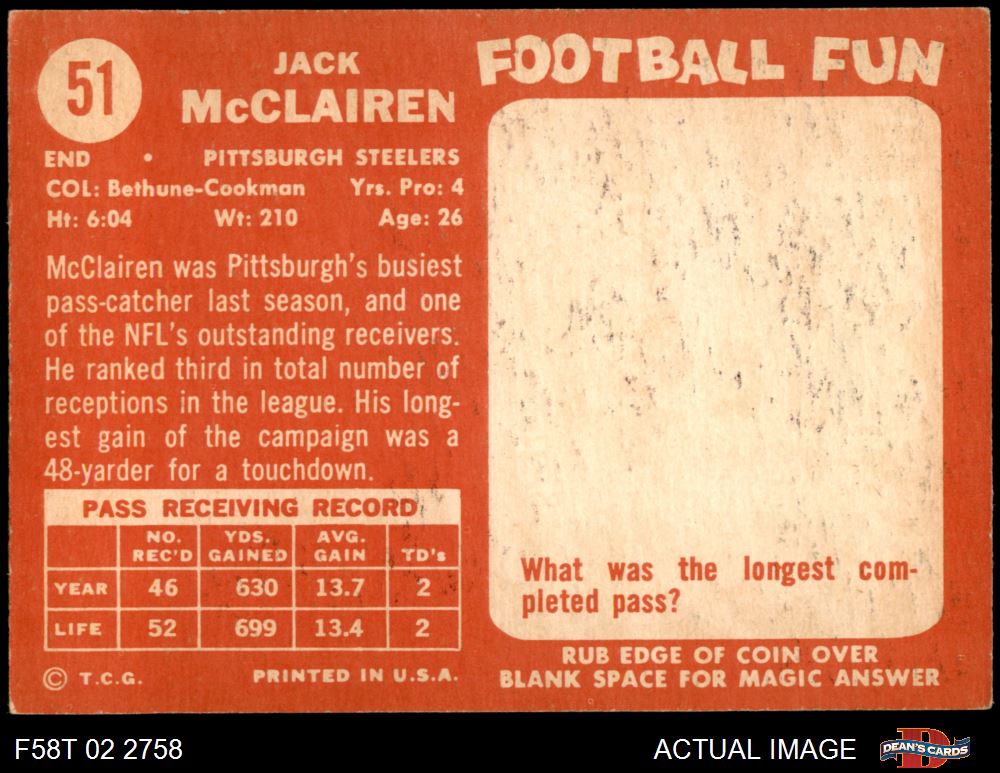 51
JACK
McCLAIREN
END • PITTSBURGH STEELERS
COL: Bethune-Cookman Yrs. Pro: 4
Ht: 6:04 Wt: 210 Age: 26
McClairen was Pittsburgh's busiest
pass-catcher last season, and one
of the NFL's outstanding receivers.
He ranked third in total number of
receptions in the league. His long-
est gain of the campaign was a
48-yarder for a touchdown.
PASS RECEIVING RECORD
NO. REC'D YDS. GAINED AVG. GAIN TD's
YEAR 46 630 13.7 2
LIFE 52 699 13.4 2
© T.C.G. PRINTED IN U.S.A.
FOOTBALL FUN
What was the longest com-
pleted pass?
RUB EDGE OF COIN OVER
BLANK SPACE FOR MAGIC ANSWER
F58T 02 2758
ACTUAL IMAGE
DEAN'S CARDS